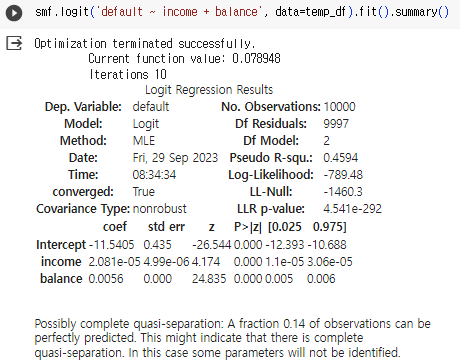 smf.logit('default ~ income + balance', data=temp_df).fit().summary()
Optimization terminated successfully.
Current function value: 0.078948
Iterations 10
Logit Regression Results
Dep. Variable: default No. Observations: 10000
Model: Logit Df Residuals: 9997
Method: MLE Df Model: 2
Date: Fri, 29 Sep 2023 Pseudo R-squ.: 0.4594
Time: 08:34:34 Log-Likelihood: -789.48
converged: True LL-Null: -1460.3
Covariance Type: nonrobust LLR p-value: 4.541e-292
coef std err z P>|z| [0.025 0.975]
Intercept -11.5405 0.435 -26.544 0.000 -12.393 -10.688
income 2.081e-05 4.99e-06 4.174 0.000 1.1e-05 3.06e-05
balance 0.0056 0.000 24.835 0.000 0.005 0.006
Possibly complete quasi-separation: A fraction 0.14 of observations can be
perfectly predicted. This might indicate that there is complete
quasi-separation. In this case some parameters will not be identified.